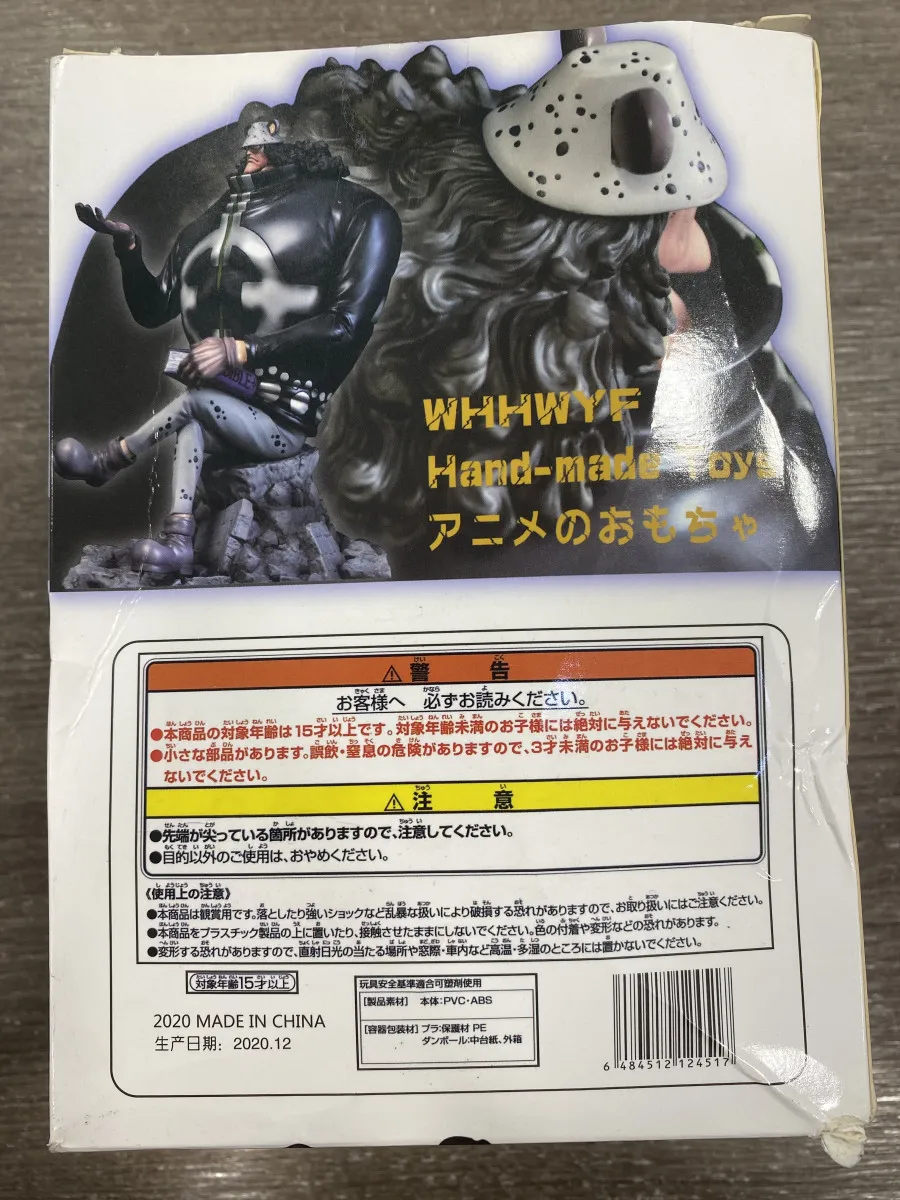 BIBLE
WHHWYF
Hand-made Toys
アニメのおもちゃ
⚠警告
お客様へ 必ずお読みください。
●本商品の対象年齢は15才以上です。対象年齢未満のお子様には絶対に与えないでください。
●小さな部品があります。誤飲・窒息の危険がありますので、3才未満のお子様には絶対に与え
ないでください。
⚠注意
●先端が尖っている箇所がありますので、注意してください。
●目的以外のご使用は、おやめください。
《使用上の注意》
●本商品は観賞用です。落としたり強いショックなど乱暴な扱いにより破損する恐れがありますので、お取り扱いにはご注意ください。
●本商品をプラスチック製品の上に置いたり、接触させたままにしないでください。色の付着や変形などの恐れがあります。
●変形する恐れがありますので、直射日光の当たる場所や窓際・車内など高温・多湿のところには置かないでください。
対象年齢15才以上
2020 MADE IN CHINA
生产日期: 2020.12
玩具安全基準適合可塑剤使用
[製品素材] 本体:PVC・ABS
[容器包装材] プラ:保護材 PE
ダンボール:中台紙、外箱
6 484512 124517